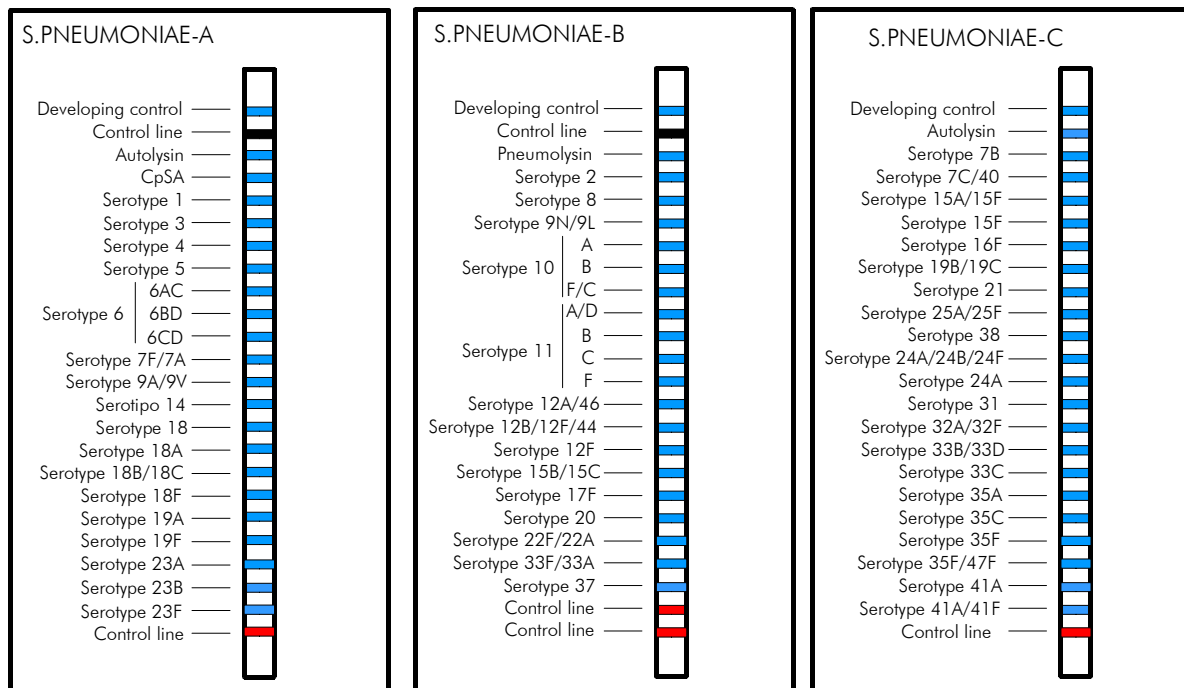 S.PNEUMONIAE-A
Developing control
Control line
Autolysin
CpSA
Serotype 1
Serotype 3
Serotype 4
Serotype 5
6AC
Serotype 6 6BD
6CD
Serotype 7F/7A
Serotype 9A/9V
Serotipo 14
Serotype 18
Serotype 18A
Serotype 18B/18C
Serotype 18F
Serotype 19A
Serotype 19F
Serotype 23A
Serotype 23B
Serotype 23F
Control line
S.PNEUMONIAE-B
Developing control
Control line
Pneumolysin
Serotype 2
Serotype 8
Serotype 9N/9L
A
Serotype 10 B
F/C
A/D
B
Serotype 11
C
F
Serotype 12A/46
Serotype 12B/12F/44
Serotype 12F
Serotype 15B/15C
Serotype 17F
Serotype 20
Serotype 22F/22A
Serotype 33F/33A
Serotype 37
Control line
Control line
S.PNEUMONIAE-C
Developing control
Autolysin
Serotype 7B
Serotype 7C/40
Serotype 15A/15F
Serotype 15F
Serotype 16F
Serotype 19B/19C
Serotype 21
Serotype 25A/25F
Serotype 38
Serotype 24A/24B/24F
Serotype 24A
Serotype 31
Serotype 32A/32F
Serotype 33B/33D
Serotype 33C
Serotype 35A
Serotype 35C
Serotype 35F
Serotype 35F/47F
Serotype 41A
Serotype 41A/41F
Control line